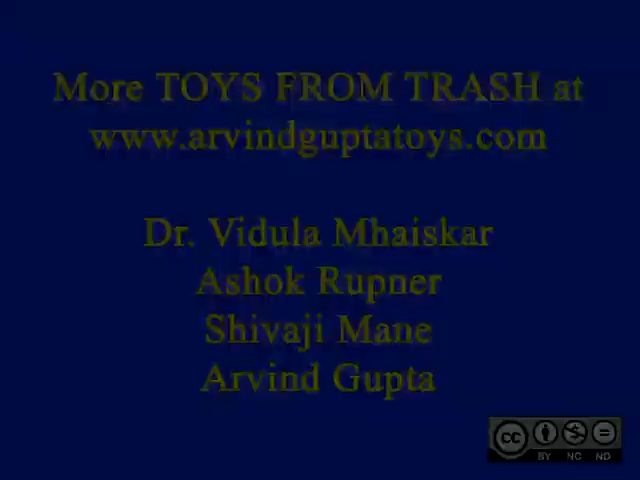 More TOYS FROM TRASH at
www.arvindguptatoys.com
Dr. Vidula Mhaiskar
Ashok Rupner
Shivaji Mane
Arvind Gupta
cc
BY NC ND